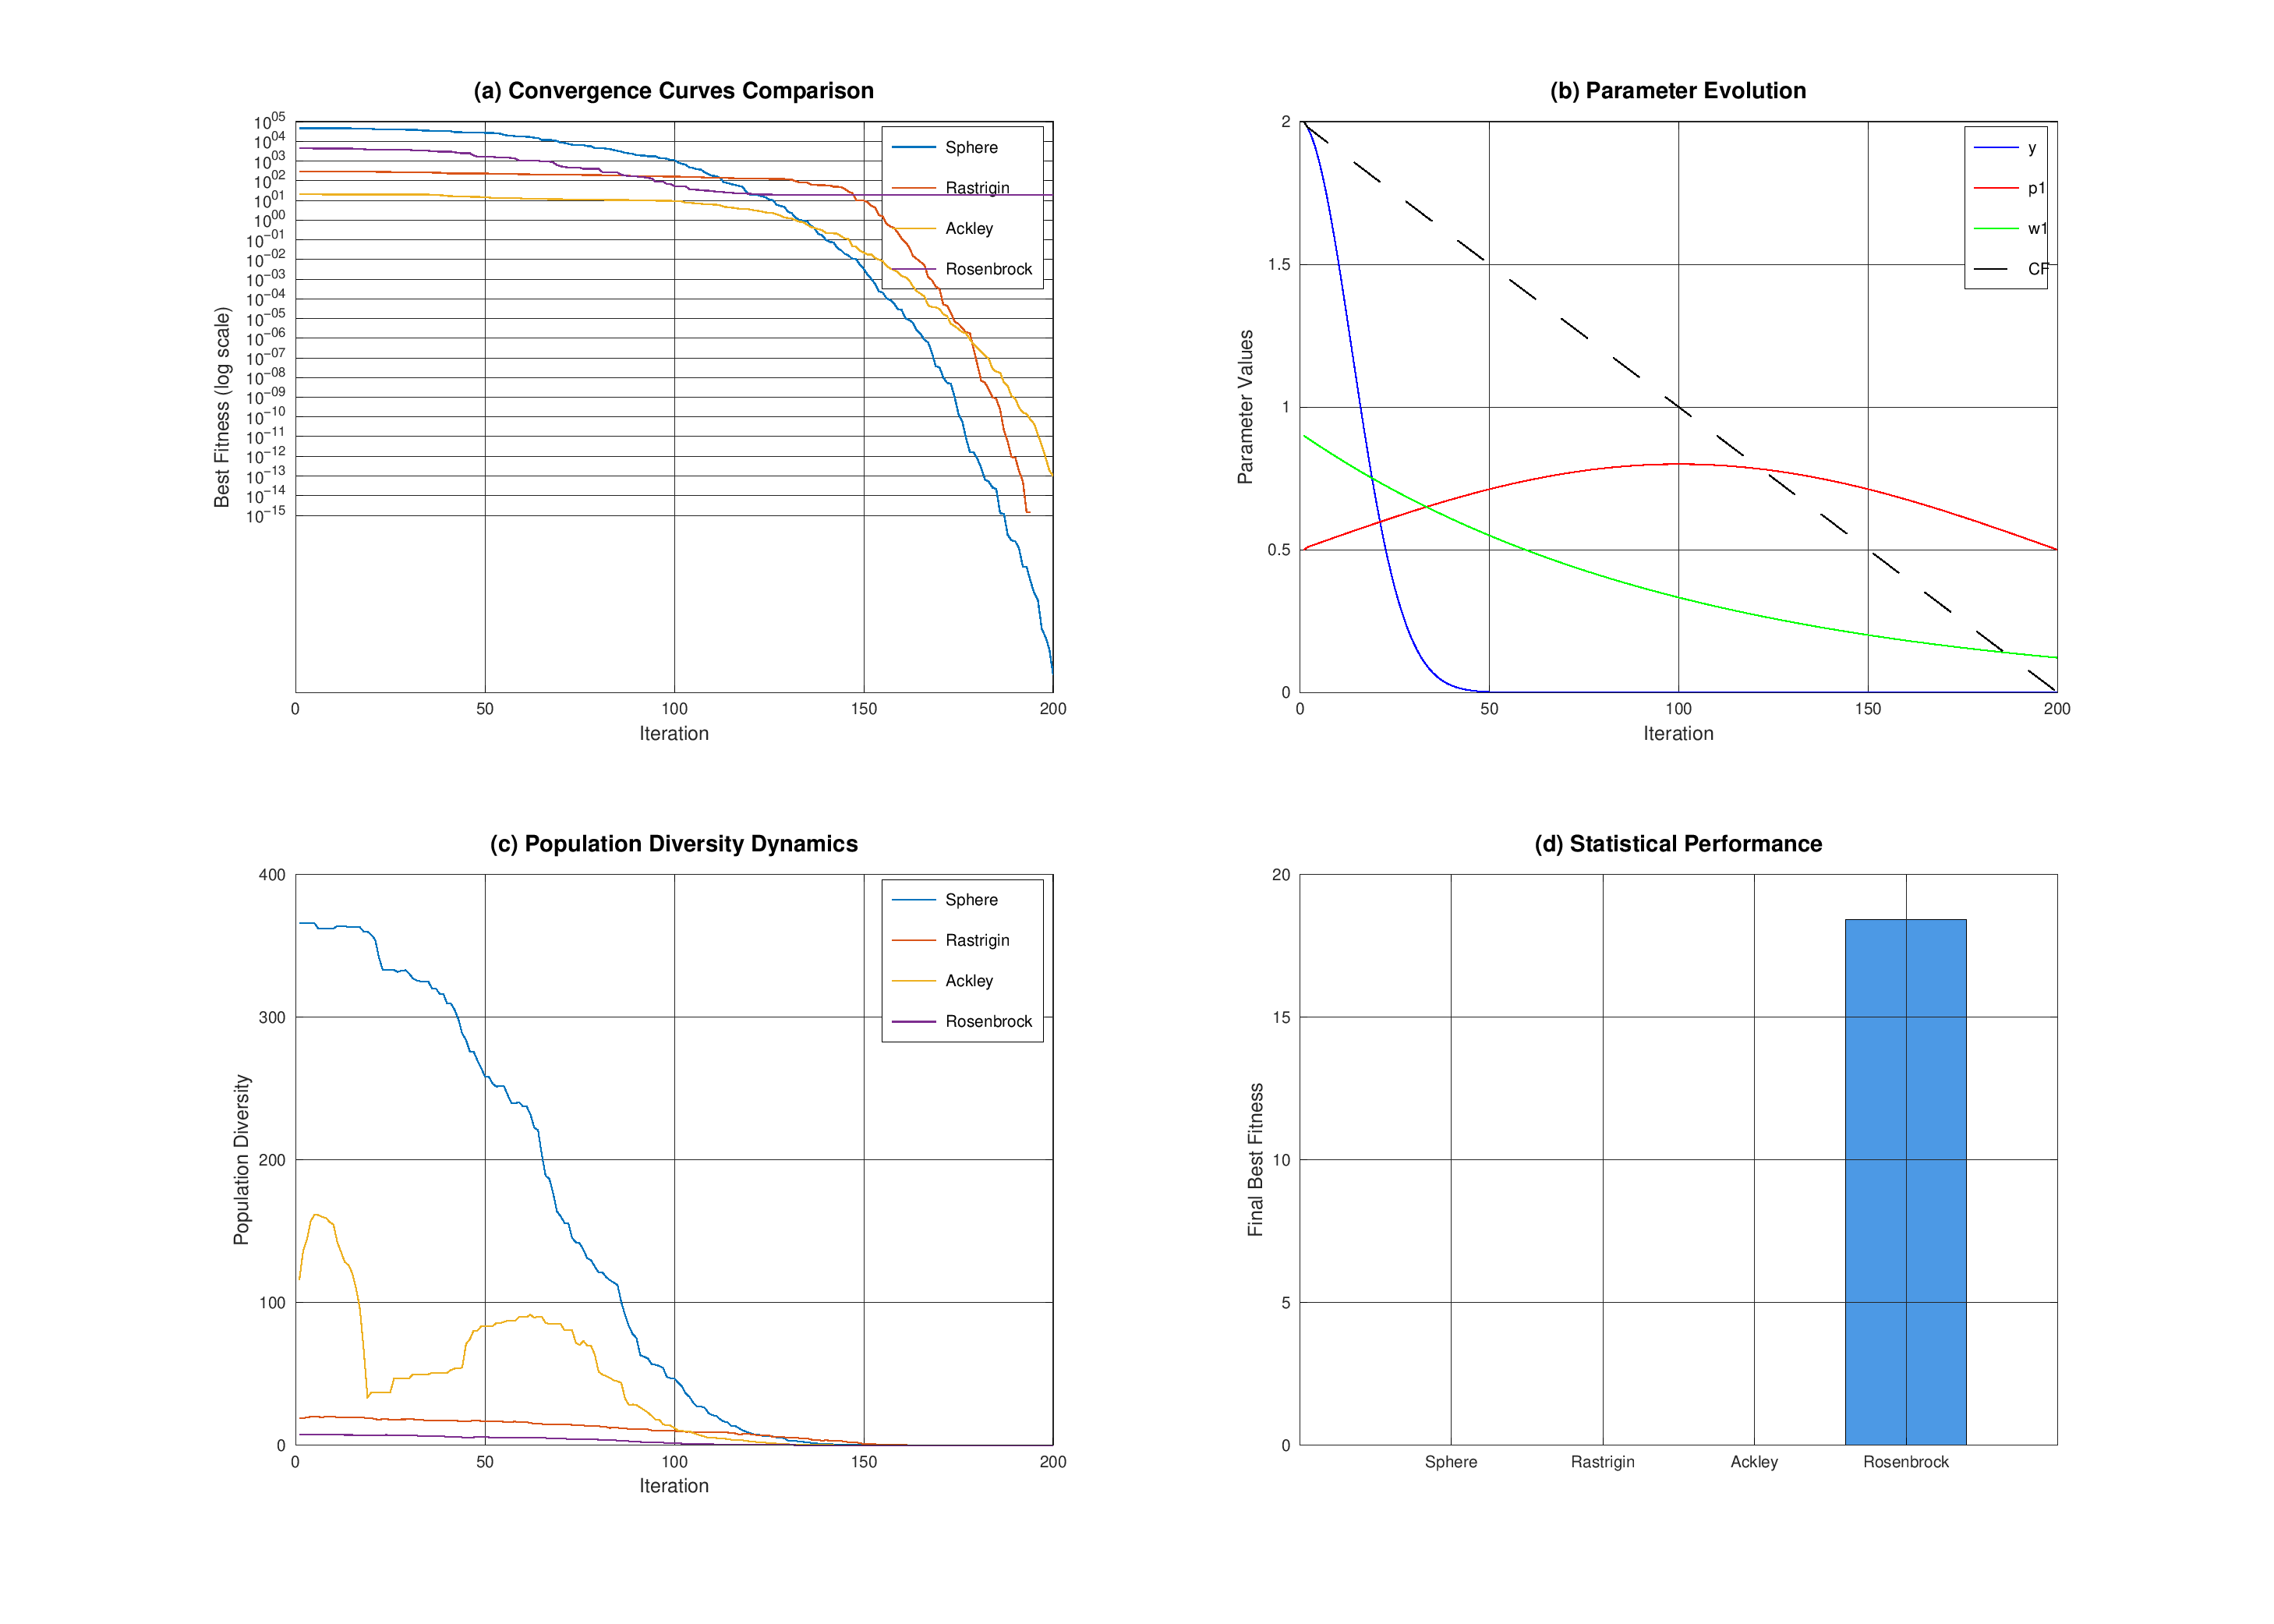 (a) Convergence Curves Comparison
10^05
10^04
10^03
10^02
10^01
10^00
10^−01
10^−02
10^−03
10^−04
10^−05
10^−06
10^−07
10^−08
10^−09
10^−10
10^−11
10^−12
10^−13
10^−14
10^−15
Best Fitness (log scale)
Sphere
Rastrigin
Ackley
Rosenbrock
0 50 100 150 200
Iteration
(b) Parameter Evolution
2
1.5
1
0.5
0
Parameter Values
y
p1
w1
CF
0 50 100 150 200
Iteration
(c) Population Diversity Dynamics
400
300
200
100
0
Population Diversity
Sphere
Rastrigin
Ackley
Rosenbrock
0 50 100 150 200
Iteration
(d) Statistical Performance
20
15
10
5
0
Final Best Fitness
Sphere Rastrigin Ackley Rosenbrock